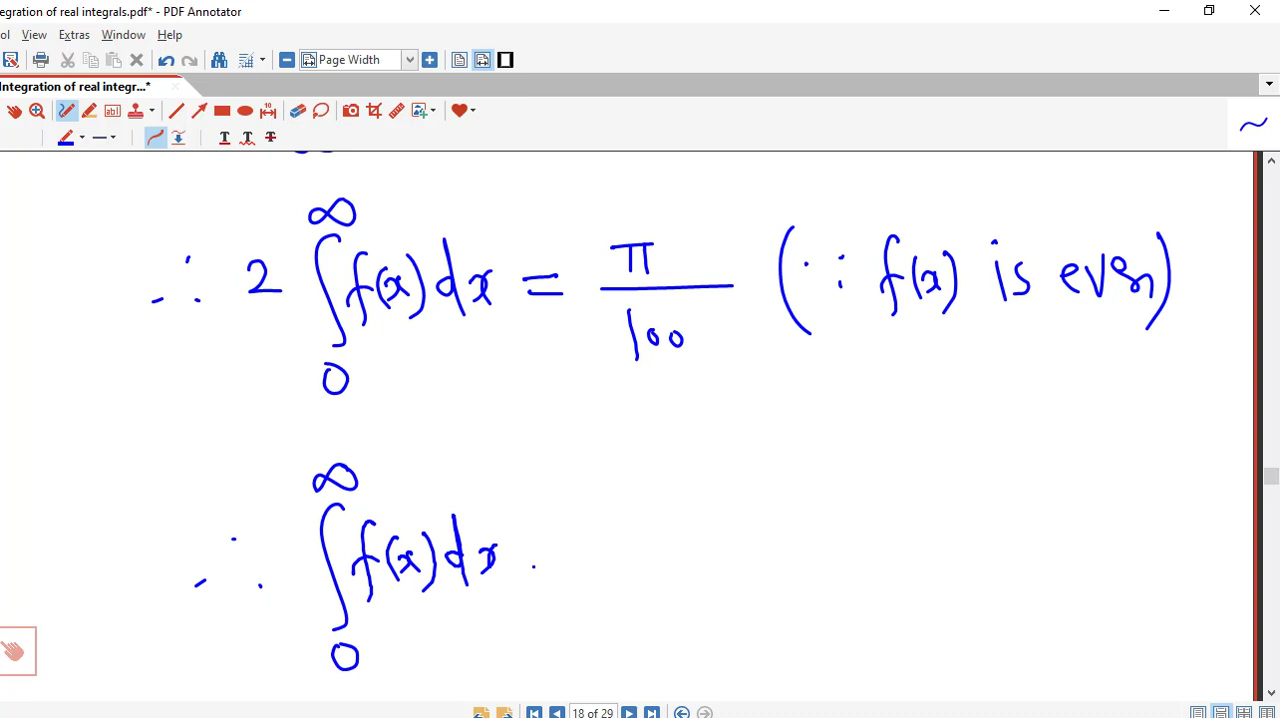 egration of real integrals.pdf* - PDF Annotator
ol View Extras Window Help
Page Width
Integration of real integr...*
∞
∴ 2 ∫ f(x) dx = π / 100 (∵ f(x) is even)
0
∞
∴ ∫ f(x) dx
0
18 of 29